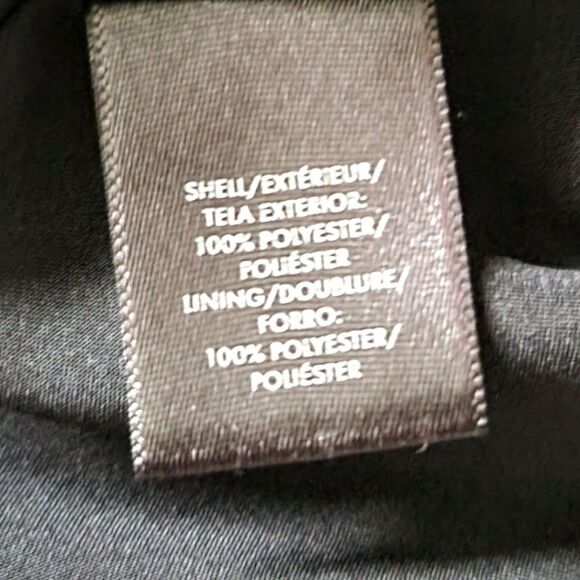 SHELL/EXTÉRIEUR/
TELA EXTERIOR:
100% POLYESTER/
POLIÉSTER
LINING/DOUBLURE/
FORRO:
100% POLYESTER/
POLIÉSTER